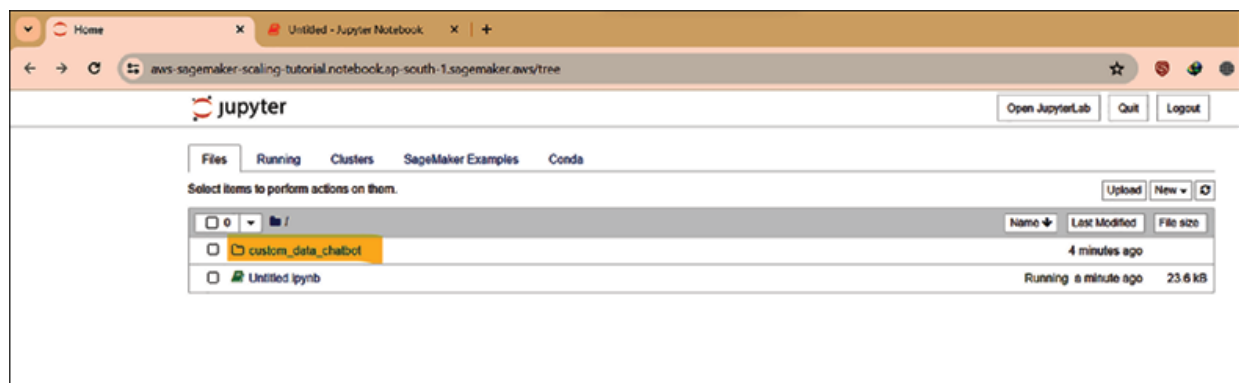 Home Untitled - Jupyter Notebook
aws-sagemaker-scaling-tutorial.notebook.ap-south-1.sagemaker.aws/tree
jupyter Open JupyterLab Quit Logout
Files Running Clusters SageMaker Examples Conda
Select items to perform actions on them. Upload New
0 / Name Last Modified File size
custom_data_chatbot 4 minutes ago
Untitled.ipynb Running a minute ago 23.6 kB